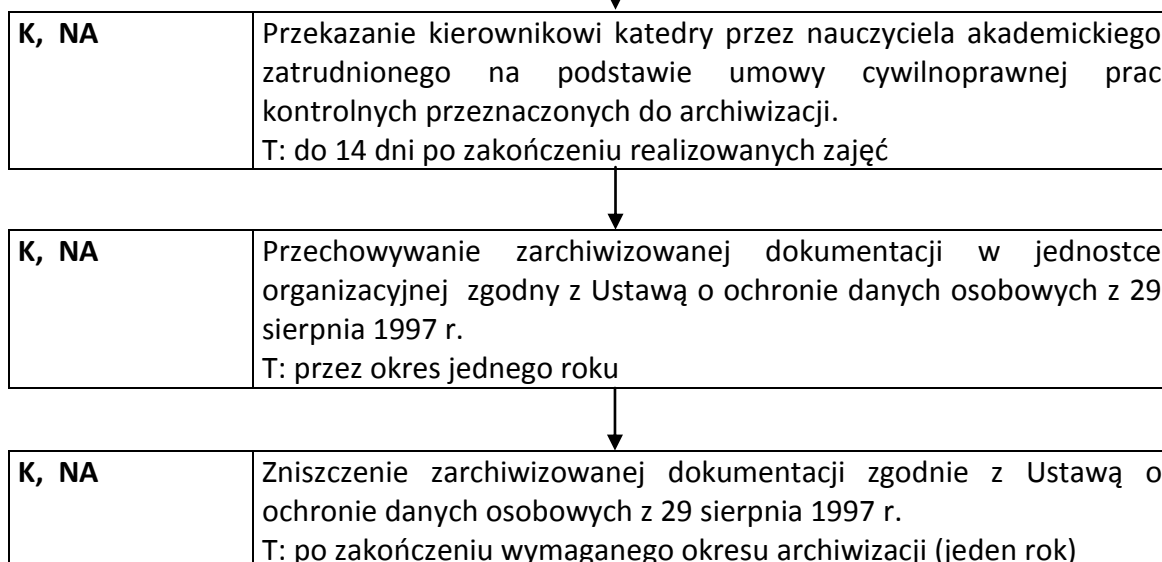 K, NA
Przekazanie kierownikowi katedry przez nauczyciela akademickiego
zatrudnionego na podstawie umowy cywilnoprawnej prac
kontrolnych przeznaczonych do archiwizacji.
T: do 14 dni po zakończeniu realizowanych zajęć
K, NA
Przechowywanie zarchiwizowanej dokumentacji w jednostce
organizacyjnej zgodny z Ustawą o ochronie danych osobowych z 29
sierpnia 1997 r.
T: przez okres jednego roku
K, NA
Zniszczenie zarchiwizowanej dokumentacji zgodnie z Ustawą o
ochronie danych osobowych z 29 sierpnia 1997 r.
T: po zakończeniu wymaganego okresu archiwizacji (jeden rok)